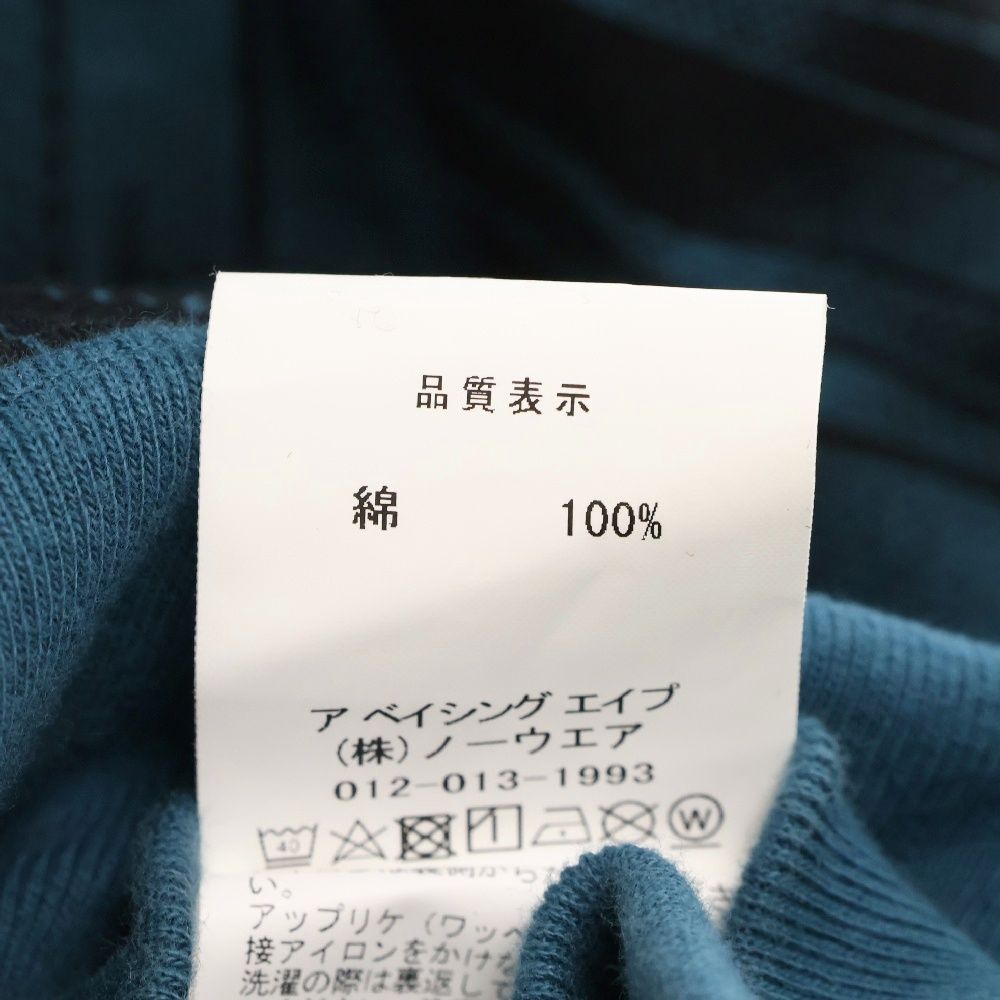 品質表示
綿 100%
ア ベイシング エイプ
(株)ノーウエア
012-013-1993
40 W
い。
アップリケ(ワッペ
接アイロンをかけな
洗濯の際は裏返して